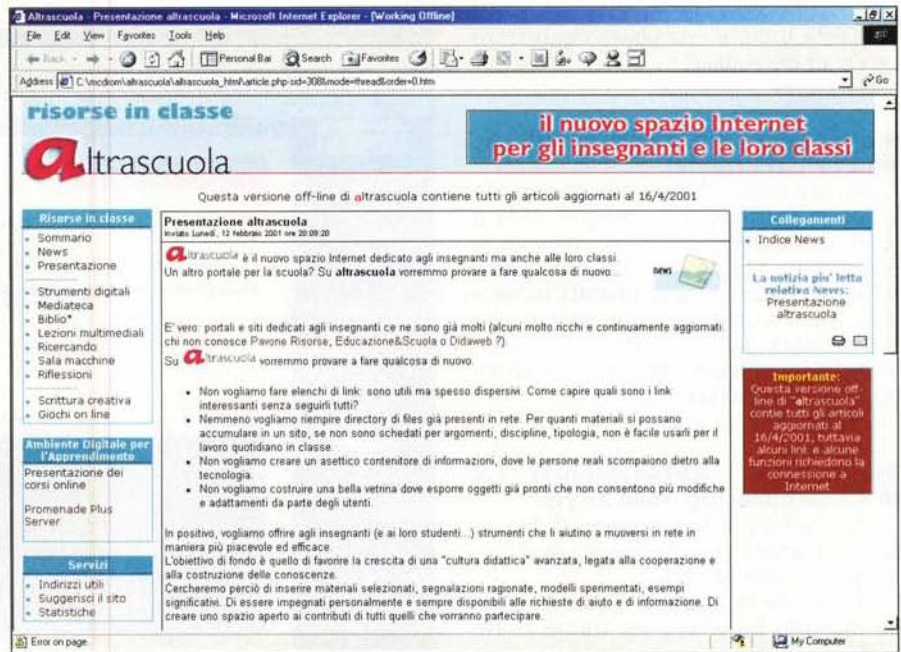 Altrascuola - Presentazione altrascuola - Microsoft Internet Explorer - [Working Offline]
File Edit View Favorites Tools Help
Back Personal Bar Search Favorites
Address C:\mcdrom\altrascuola\altrascuola_html\article.php-sid=308&mode=thread&order=0.htm Go
risorse in classe
altrascuola
il nuovo spazio Internet
per gli insegnanti e le loro classi
Questa versione off-line di altrascuola contiene tutti gli articoli aggiornati al 16/4/2001
Risorse in classe
Sommario
News
Presentazione
Strumenti digitali
Mediateca
Biblio*
Lezioni multimediali
Ricercando
Sala macchine
Riflessioni
Scrittura creativa
Giochi on line
Ambiente Digitale per
l'Apprendimento
Presentazione dei
corsi online
Promenade Plus
Server
Servizi
Indirizzi utili
Suggerisci il sito
Statistiche
Presentazione altrascuola
Inviato Lunedì, 12 febbraio 2001 ore 20:09:20
altrascuola è il nuovo spazio Internet dedicato agli insegnanti ma anche alle loro classi.
Un altro portale per la scuola? Su altrascuola vorremmo provare a fare qualcosa di nuovo...
news
E' vero: portali e siti dedicati agli insegnanti ce ne sono già molti (alcuni molto ricchi e continuamente aggiornati:
chi non conosce Pavone Risorse, Educazione&Scuola o Didaweb ?)
Su altrascuola vorremmo provare a fare qualcosa di nuovo.
Non vogliamo fare elenchi di link: sono utili ma spesso dispersivi. Come capire quali sono i link
interessanti senza seguirli tutti?
Nemmeno vogliamo riempire directory di files già presenti in rete. Per quanti materiali si possano
accumulare in un sito, se non sono schedati per argomenti, discipline, tipologia, non è facile usarli per il
lavoro quotidiano in classe.
Non vogliamo creare un asettico contenitore di informazioni, dove le persone reali scompaiono dietro alla
tecnologia.
Non vogliamo costruire una bella vetrina dove esporre oggetti già pronti che non consentono più modifiche
e adattamenti da parte degli utenti.
In positivo, vogliamo offrire agli insegnanti (e ai loro studenti...) strumenti che li aiutino a muoversi in rete in
maniera più piacevole ed efficace.
L'obiettivo di fondo è quello di favorire la crescita di una "cultura didattica" avanzata, legata alla cooperazione e
alla costruzione delle conoscenze.
Cercheremo perciò di inserire materiali selezionati, segnalazioni ragionate, modelli sperimentati, esempi
significativi. Di essere impegnati personalmente e sempre disponibili alle richieste di aiuto e di informazione. Di
creare uno spazio aperto ai contributi di tutti quelli che vorranno partecipare.
Collegamenti
Indice News
La notizia piu' letta
relativa News:
Presentazione
altrascuola
Importante:
Questa versione off-
line di "altrascuola"
contie tutti gli articoli
aggiornati al
16/4/2001, tuttavia
alcuni link e alcune
funzioni richiedono la
connessione a
Internet
Error on page. My Computer